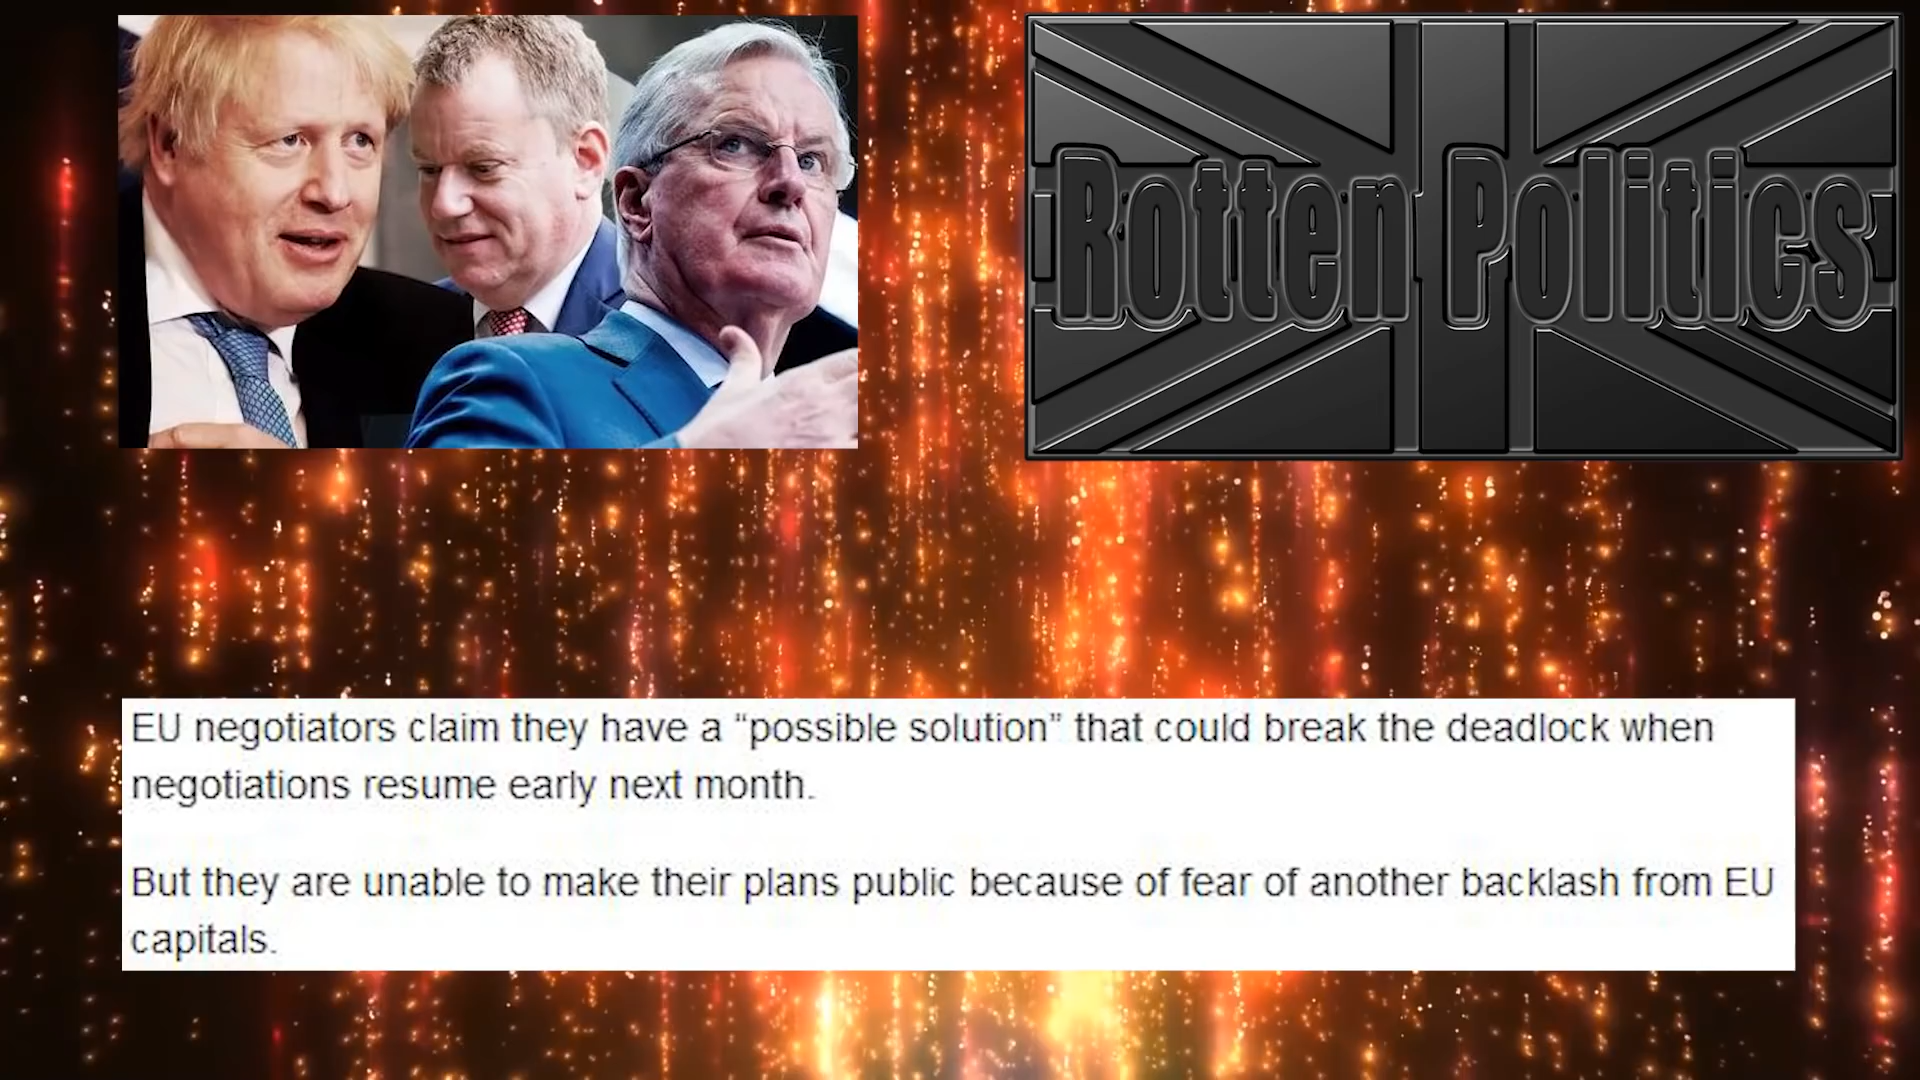 Rotten Politics
EU negotiators claim they have a “possible solution” that could break the deadlock when
negotiations resume early next month.
But they are unable to make their plans public because of fear of another backlash from EU
capitals.